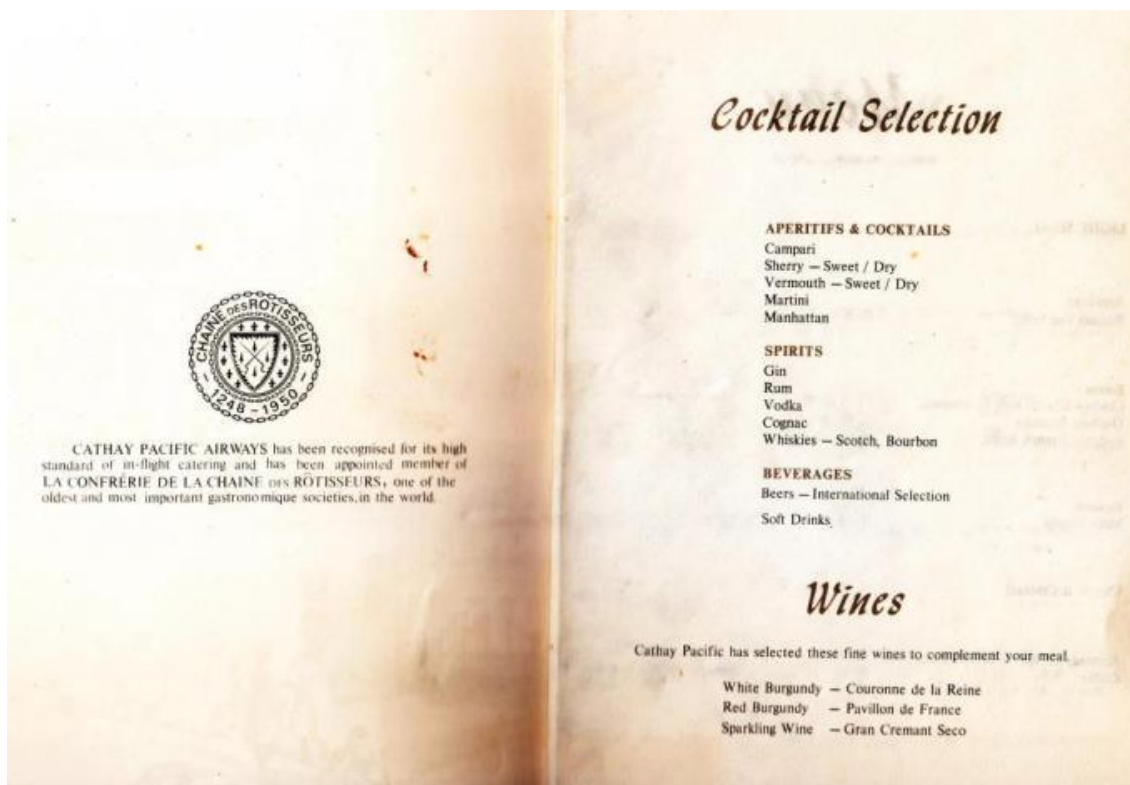 CHAINE DES ROTISSEURS
1248 - 1950
CATHAY PACIFIC AIRWAYS has been recognised for its high
standard of in-flight catering and has been appointed member of
LA CONFRÉRIE DE LA CHAINE DES RÔTISSEURS, one of the
oldest and most important gastronomique societies, in the world.
Cocktail Selection
APERITIFS & COCKTAILS
Campari
Sherry — Sweet / Dry
Vermouth — Sweet / Dry
Martini
Manhattan
SPIRITS
Gin
Rum
Vodka
Cognac
Whiskies — Scotch, Bourbon
BEVERAGES
Beers — International Selection
Soft Drinks
Wines
Cathay Pacific has selected these fine wines to complement your meal
White Burgundy — Couronne de la Reine
Red Burgundy — Pavillon de France
Sparkling Wine — Gran Cremant Seco